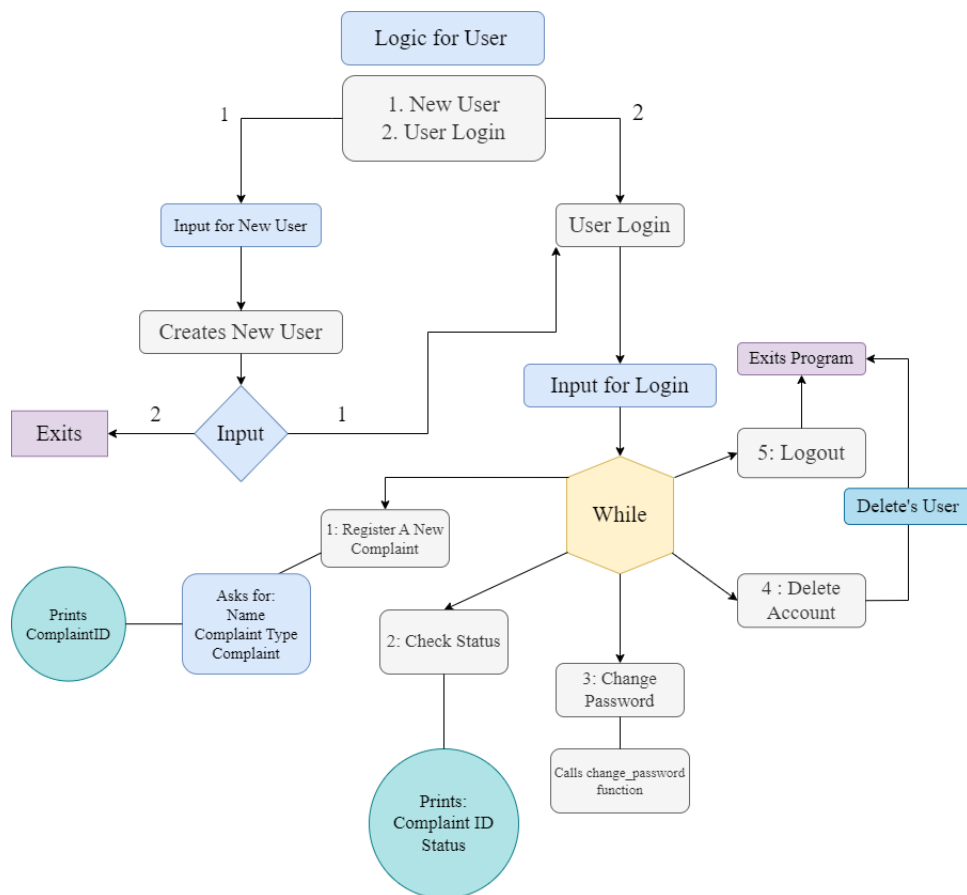 Logic for User
1
1. New User
2. User Login
2
Input for New User
User Login
Creates New User
Exits Program
Input for Login
Exits
2
Input
1
5: Logout
While
Delete's User
1: Register A New
Complaint
Prints
ComplaintID
Asks for:
Name
Complaint Type
Complaint
4 : Delete
Account
2: Check Status
3: Change
Password
Calls change_password
function
Prints:
Complaint ID
Status